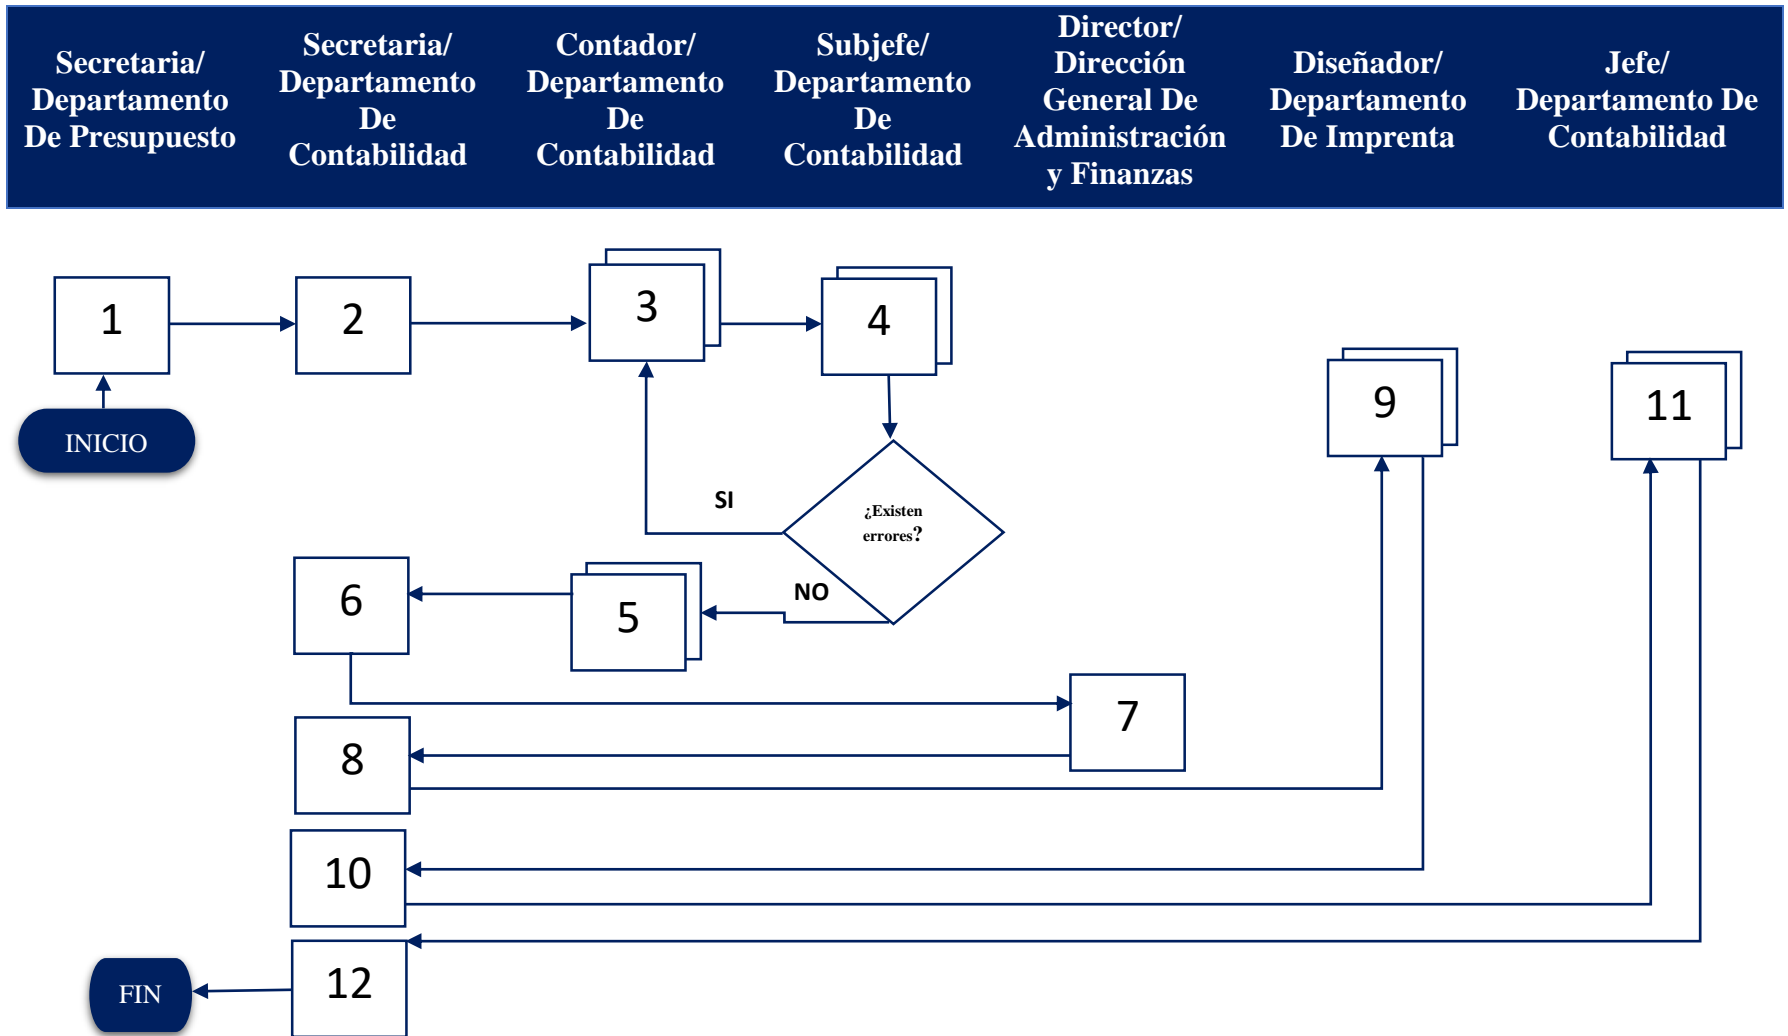 Secretaria/
Departamento
De Presupuesto
Secretaria/
Departamento
De
Contabilidad
Contador/
Departamento
De
Contabilidad
Subjefe/
Departamento
De
Contabilidad
Director/
Dirección
General De
Administración
y Finanzas
Diseñador/
Departamento
De Imprenta
Jefe/
Departamento De
Contabilidad
1
2
3
4
9
11
INICIO
SI
¿Existen
errores?
NO
6
5
7
8
10
12
FIN